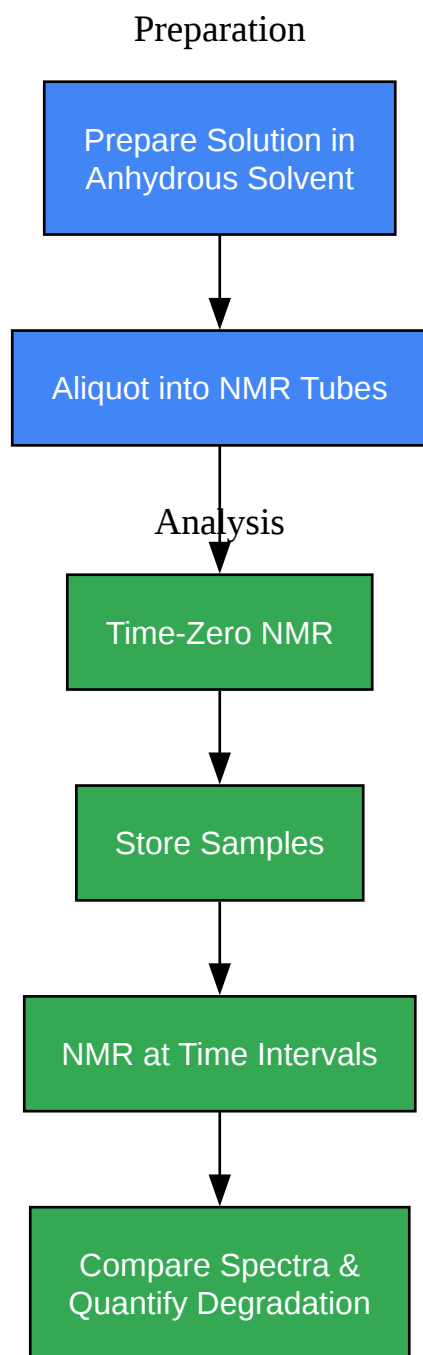 Preparation
Prepare Solution in
Anhydrous Solvent
Aliquot into NMR Tubes
Analysis
Time-Zero NMR
Store Samples
NMR at Time Intervals
Compare Spectra &
Quantify Degradation